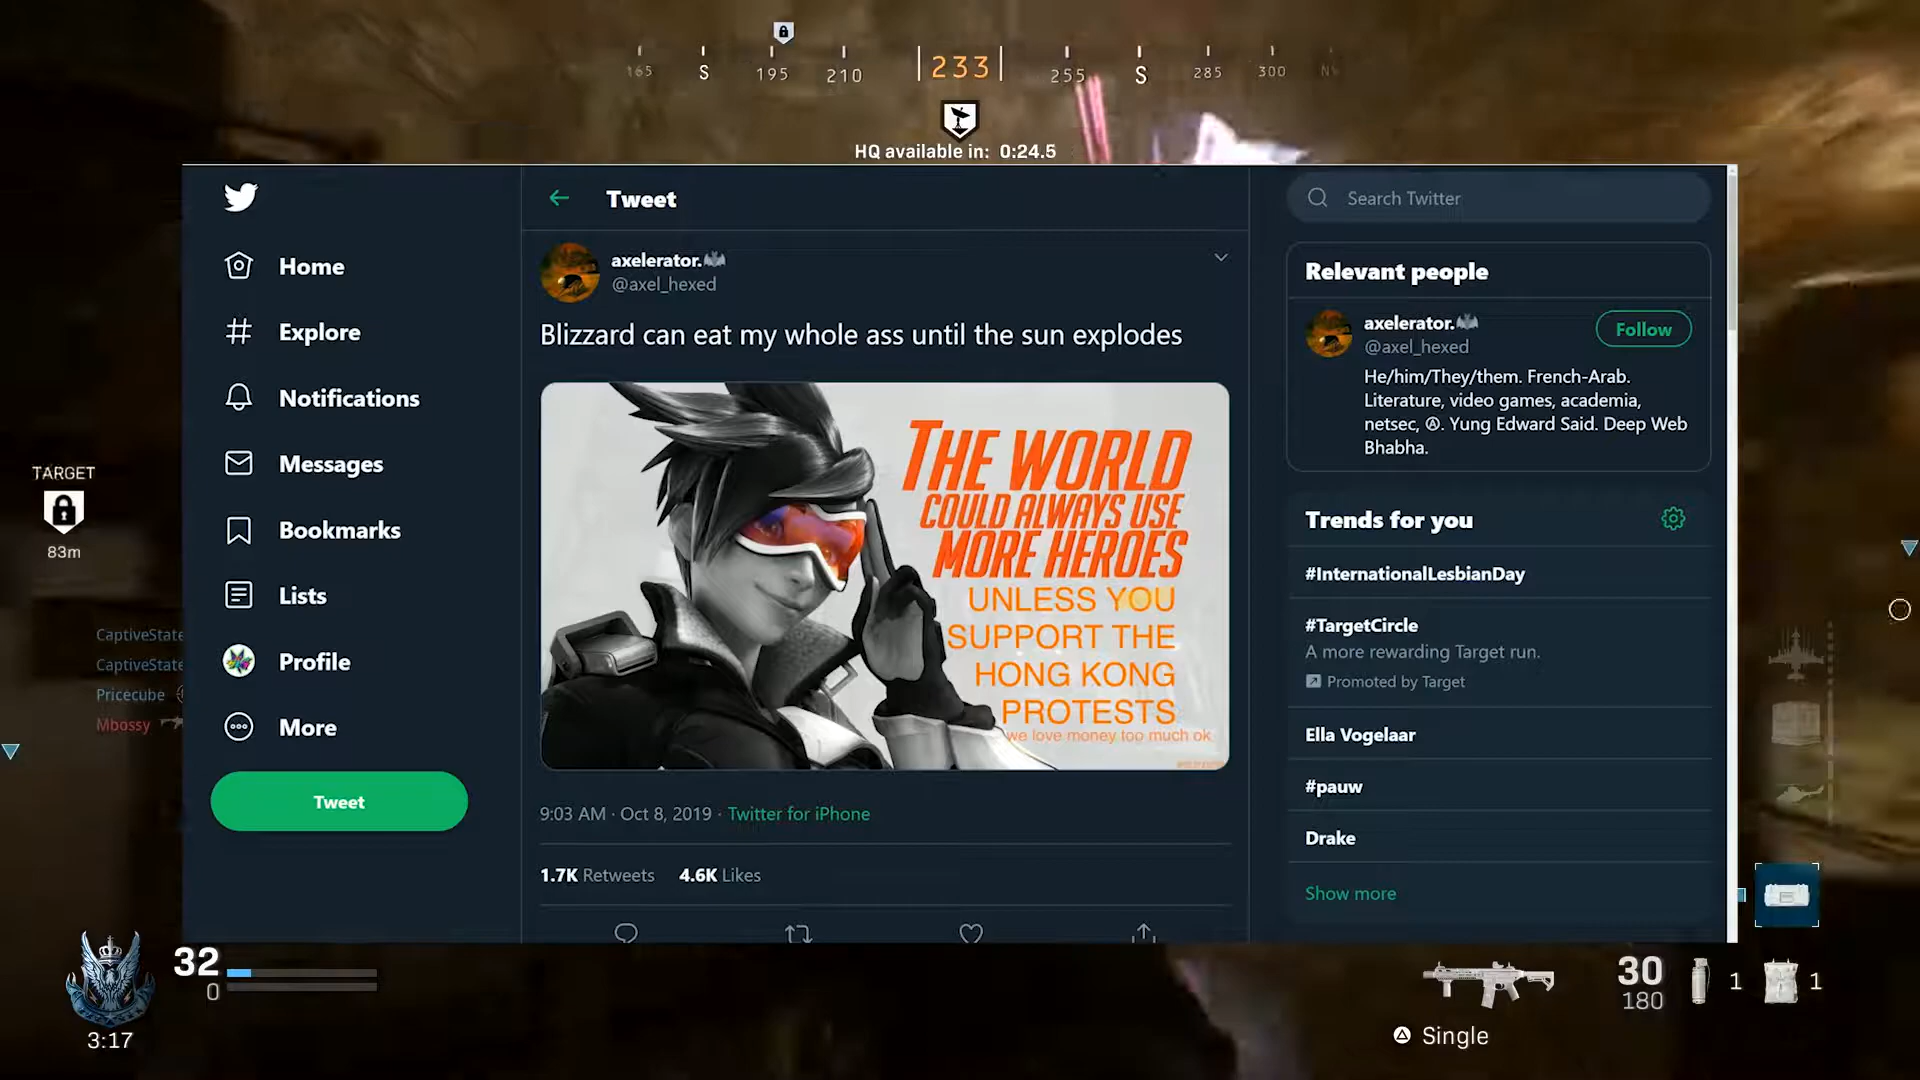 165
S
195
210
233
255
S
285
300
HQ available in: 0:24.5
Tweet
Search Twitter
axelerator.
@axel_hexed
Home
Relevant people
Explore
Blizzard can eat my whole ass until the sun explodes
axelerator.
@axel_hexed
Follow
He/him/They/them. French-Arab.
Literature, video games, academia,
netsec, Ⓐ. Yung Edward Said. Deep Web
Bhabha.
Notifications
Messages
Bookmarks
Lists
Profile
More
Tweet
THE WORLD
COULD ALWAYS USE
MORE HEROES
UNLESS YOU
SUPPORT THE
HONG KONG
PROTESTS
we love money too much ok
9:03 AM · Oct 8, 2019 · Twitter for iPhone
1.7K Retweets 4.6K Likes
Trends for you
#InternationalLesbianDay
#TargetCircle
A more rewarding Target run.
Promoted by Target
Ella Vogelaar
#pauw
Drake
Show more
TARGET
83m
CaptiveState
CaptiveState
Pricecube
Mbossy
32
0
3:17
30
180
1
1
Single